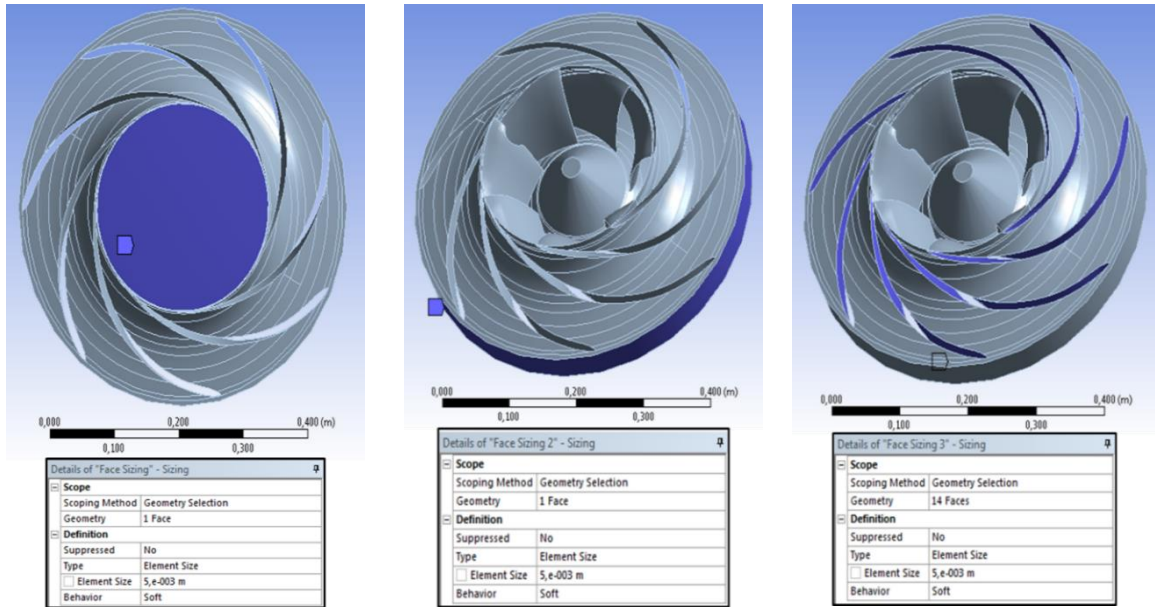 0,000 0,200 0,400 (m)
0,100 0,300
Details of "Face Sizing" - Sizing
Scope
Scoping Method Geometry Selection
Geometry 1 Face
Definition
Suppressed No
Type Element Size
Element Size 5,e-003 m
Behavior Soft
0,000 0,200 0,400 (m)
0,100 0,300
Details of "Face Sizing 2" - Sizing
Scope
Scoping Method Geometry Selection
Geometry 1 Face
Definition
Suppressed No
Type Element Size
Element Size 5,e-003 m
Behavior Soft
0,000 0,200 0,400 (m)
0,100 0,300
Details of "Face Sizing 3" - Sizing
Scope
Scoping Method Geometry Selection
Geometry 14 Faces
Definition
Suppressed No
Type Element Size
Element Size 5,e-003 m
Behavior Soft